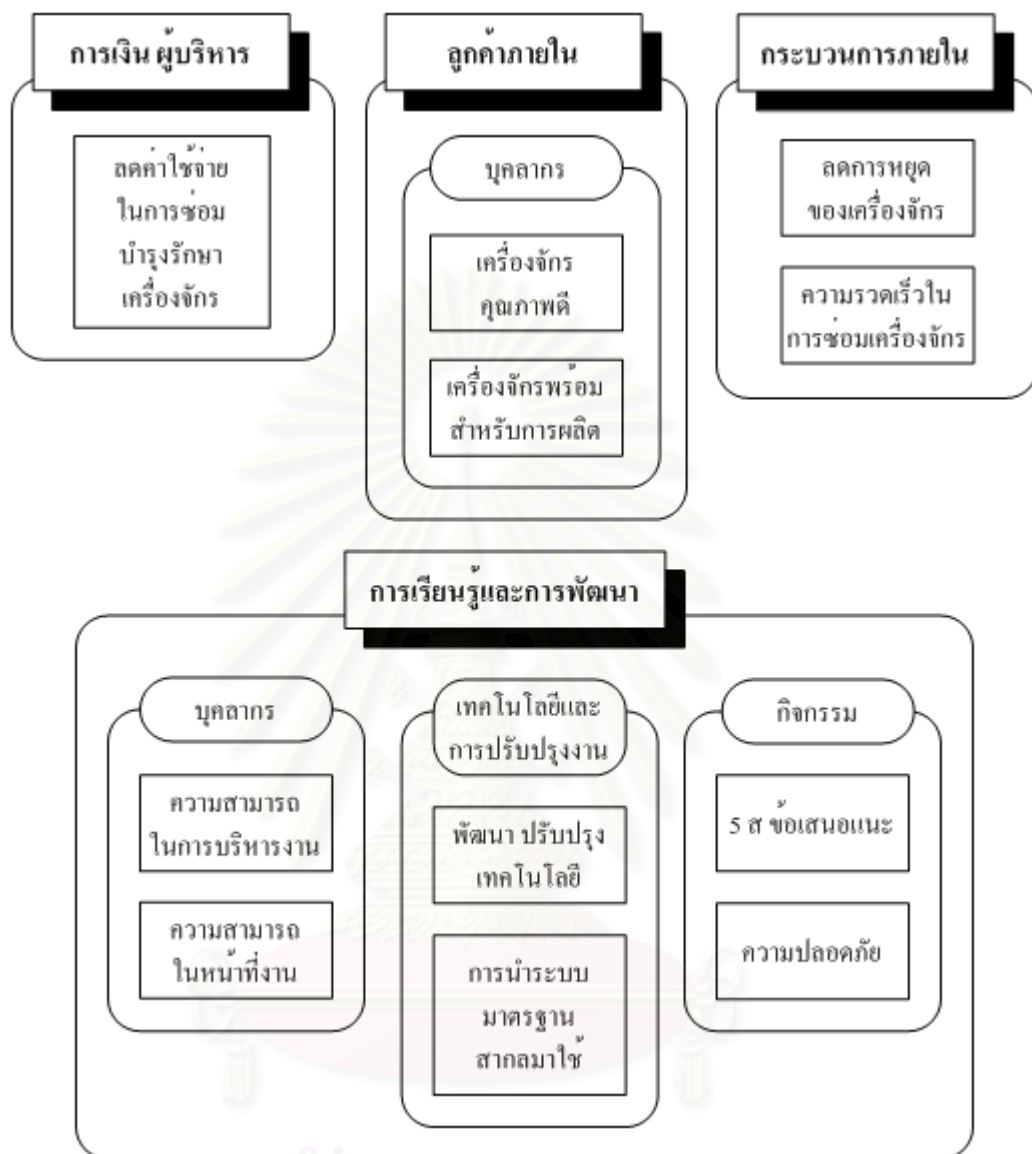 การเงิน ผู้บริหาร
ลดค่าใช้จ่าย
ในการซ่อม
บำรุงรักษา
เครื่องจักร
ลูกค้าภายใน
บุคลากร
เครื่องจักร
คุณภาพดี
เครื่องจักรพร้อม
สำหรับการผลิต
กระบวนการภายใน
ลดการหยุด
ของเครื่องจักร
ความรวดเร็วใน
การซ่อมเครื่องจักร
การเรียนรู้และการพัฒนา
บุคลากร
ความสามารถ
ในการบริหารงาน
ความสามารถ
ในหน้าที่งาน
เทคโนโลยีและ
การปรับปรุงงาน
พัฒนา ปรับปรุง
เทคโนโลยี
การนำระบบ
มาตรฐาน
สากลมาใช้
กิจกรรม
5 ส ข้อเสนอแนะ
ความปลอดภัย